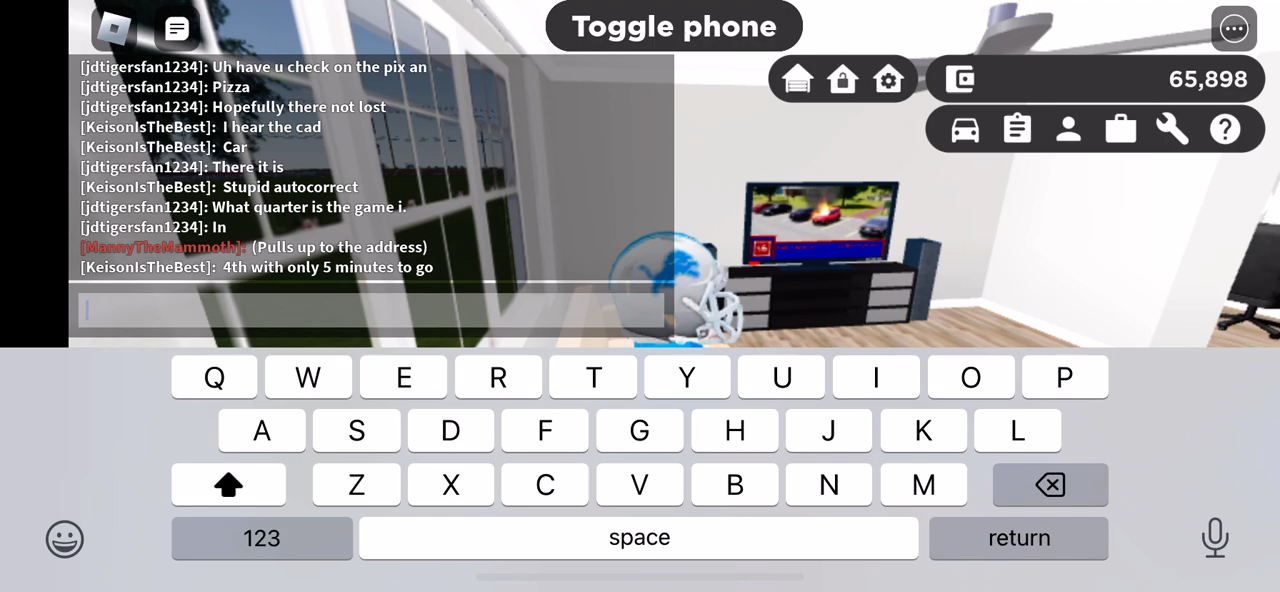 Toggle phone
[jdtigersfan1234]: Uh have u check on the pix an
[jdtigersfan1234]: Pizza
[jdtigersfan1234]: Hopefully there not lost
[KeisonIsTheBest]: I hear the cad
[KeisonIsTheBest]: Car
[jdtigersfan1234]: There it is
[KeisonIsTheBest]: Stupid autocorrect
[jdtigersfan1234]: What quarter is the game i.
[jdtigersfan1234]: In
[MannyTheMammoth]: (Pulls up to the address)
[KeisonIsTheBest]: 4th with only 5 minutes to go
65,898
Q W E R T Y U I O P
A S D F G H J K L
Z X C V B N M
123 space return